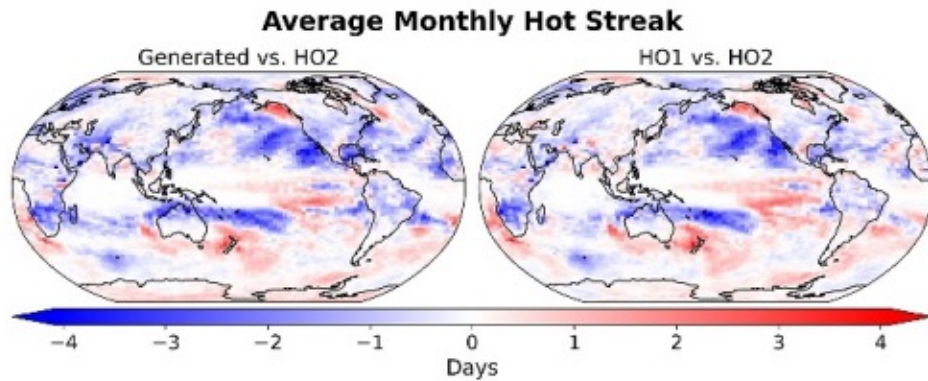 Average Monthly Hot Streak
Generated vs. HO2
HO1 vs. HO2
−4 −3 −2 −1 0 1 2 3 4
Days